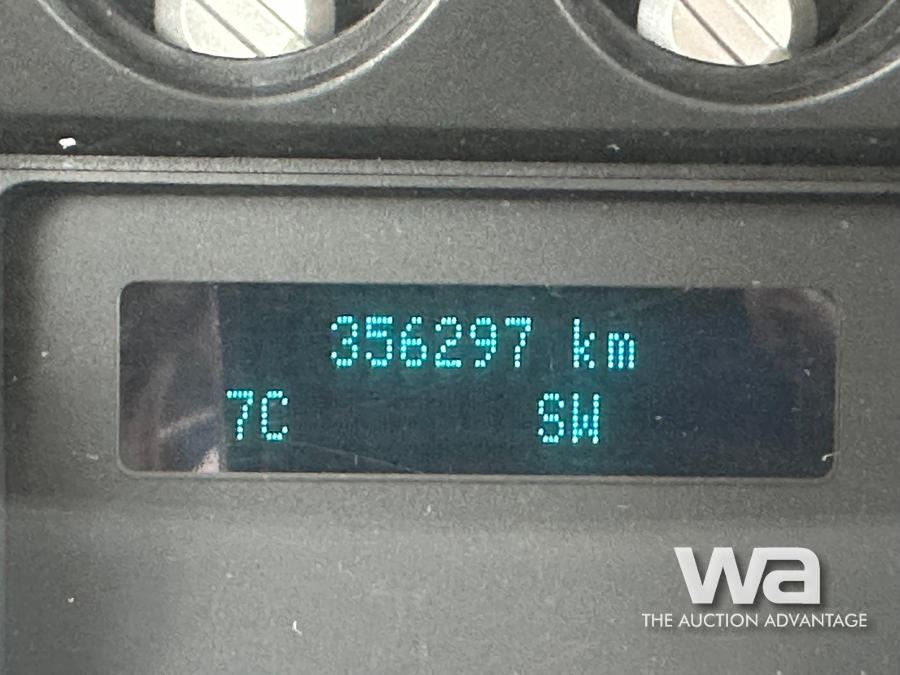 356297 km
7C SW
wa
THE AUCTION ADVANTAGE